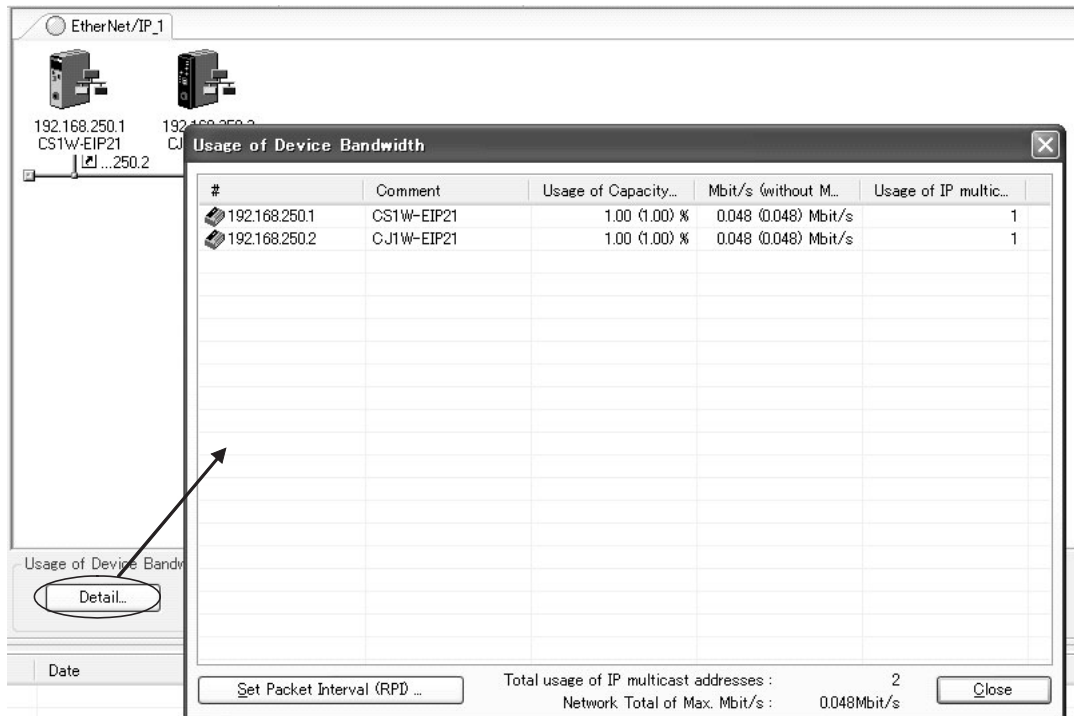 EtherNet/IP_1
192.168.250.1
CS1W-EIP21
CJ
...250.2
Usage of Device Bandwidth
# Comment Usage of Capacity... Mbit/s (without M... Usage of IP multic...
192.168.250.1 CS1W-EIP21 1.00 (1.00) % 0.048 (0.048) Mbit/s 1
192.168.250.2 CJ1W-EIP21 1.00 (1.00) % 0.048 (0.048) Mbit/s 1
Usage of Device Bandw
Detail...
Date
Set Packet Interval (RPI) ...
Total usage of IP multicast addresses : 2
Network Total of Max. Mbit/s : 0.048Mbit/s
Close